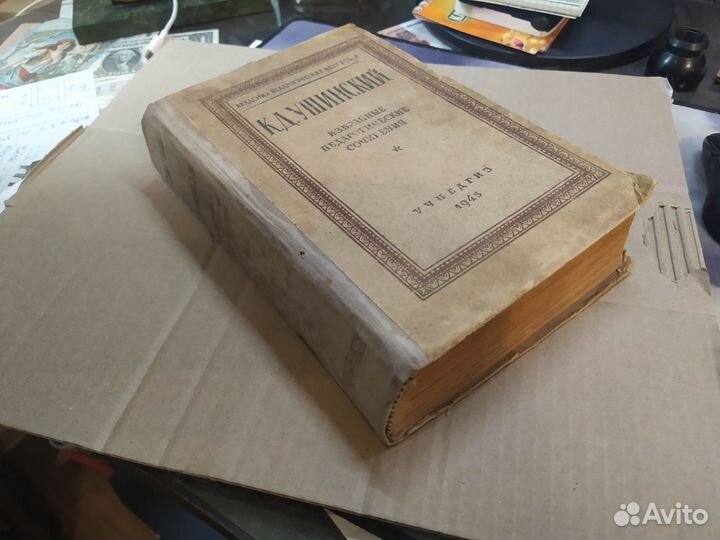 АКАДЕМИЯ ПЕДАГОГИЧЕСКИХ НАУК РСФСР
К.Д.УШИНСКИЙ
ИЗБРАННЫЕ
ПЕДАГОГИЧЕСКИЕ
СОЧИНЕНИЯ
УЧПЕДГИЗ
1945
Avito